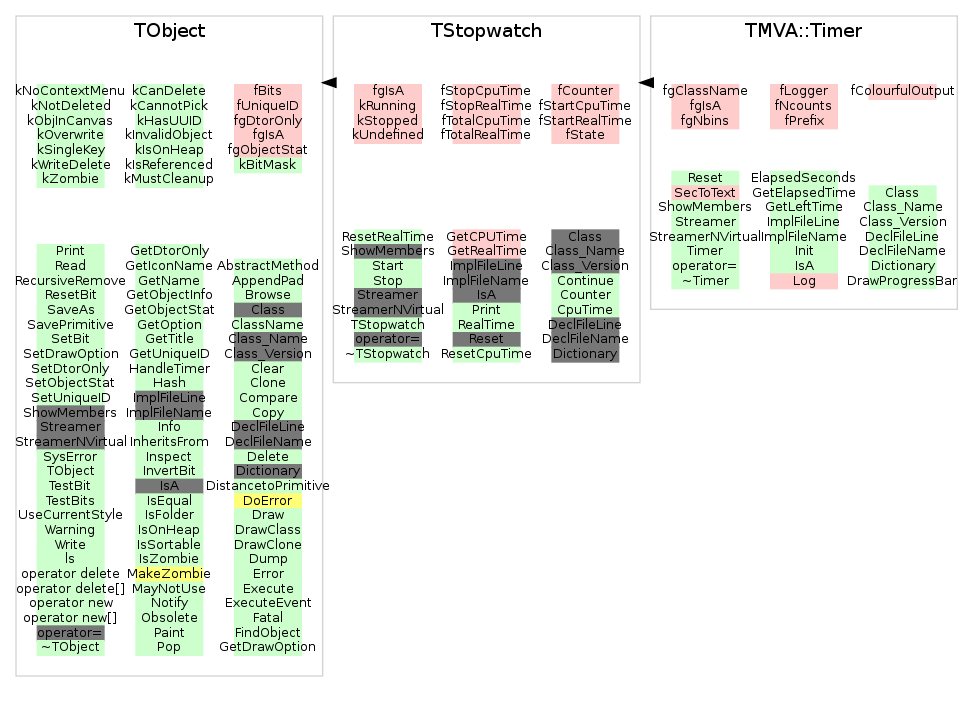 TObject
kNoContextMenu kCanDelete fBits
kNotDeleted kCannotPick fUniqueID
kObjInCanvas kHasUUID fgDtorOnly
kOverwrite kInvalidObject fgIsA
kSingleKey kIsOnHeap fgObjectStat
kWriteDelete kIsReferenced kBitMask
kZombie kMustCleanup
Print GetDtorOnly
Read GetIconName AbstractMethod
RecursiveRemove GetName AppendPad
ResetBit GetObjectInfo Browse
SaveAs GetObjectStat Class
SavePrimitive GetOption ClassName
SetBit GetTitle Class_Name
SetDrawOption GetUniqueID Class_Version
SetDtorOnly HandleTimer Clear
SetObjectStat Hash Clone
SetUniqueID ImplFileLine Compare
ShowMembers ImplFileName Copy
Streamer Info DeclFileLine
StreamerNVirtual InheritsFrom DeclFileName
SysError Inspect Delete
TObject InvertBit Dictionary
TestBit IsA DistancetoPrimitive
TestBits IsEqual DoError
UseCurrentStyle IsFolder Draw
Warning IsOnHeap DrawClass
Write IsSortable DrawClone
ls IsZombie Dump
operator delete MakeZombie Error
operator delete[] MayNotUse Execute
operator new Notify ExecuteEvent
operator new[] Obsolete Fatal
operator= Paint FindObject
~TObject Pop GetDrawOption
TStopwatch
fgIsA fStopCpuTime fCounter
kRunning fStopRealTime fStartCpuTime
kStopped fTotalCpuTime fStartRealTime
kUndefined fTotalRealTime fState
ResetRealTime GetCPUTime Class
ShowMembers GetRealTime Class_Name
Start ImplFileLine Class_Version
Stop ImplFileName Continue
Streamer IsA Counter
StreamerNVirtual Print CpuTime
TStopwatch RealTime DeclFileLine
operator= Reset DeclFileName
~TStopwatch ResetCpuTime Dictionary
TMVA::Timer
fgClassName fLogger fColourfulOutput
fgIsA fNcounts
fgNbins fPrefix
Reset ElapsedSeconds
SecToText GetElapsedTime Class
ShowMembers GetLeftTime Class_Name
Streamer ImplFileLine Class_Version
StreamerNVirtual ImplFileName DeclFileLine
Timer Init DeclFileName
operator= IsA Dictionary
~Timer Log DrawProgressBar